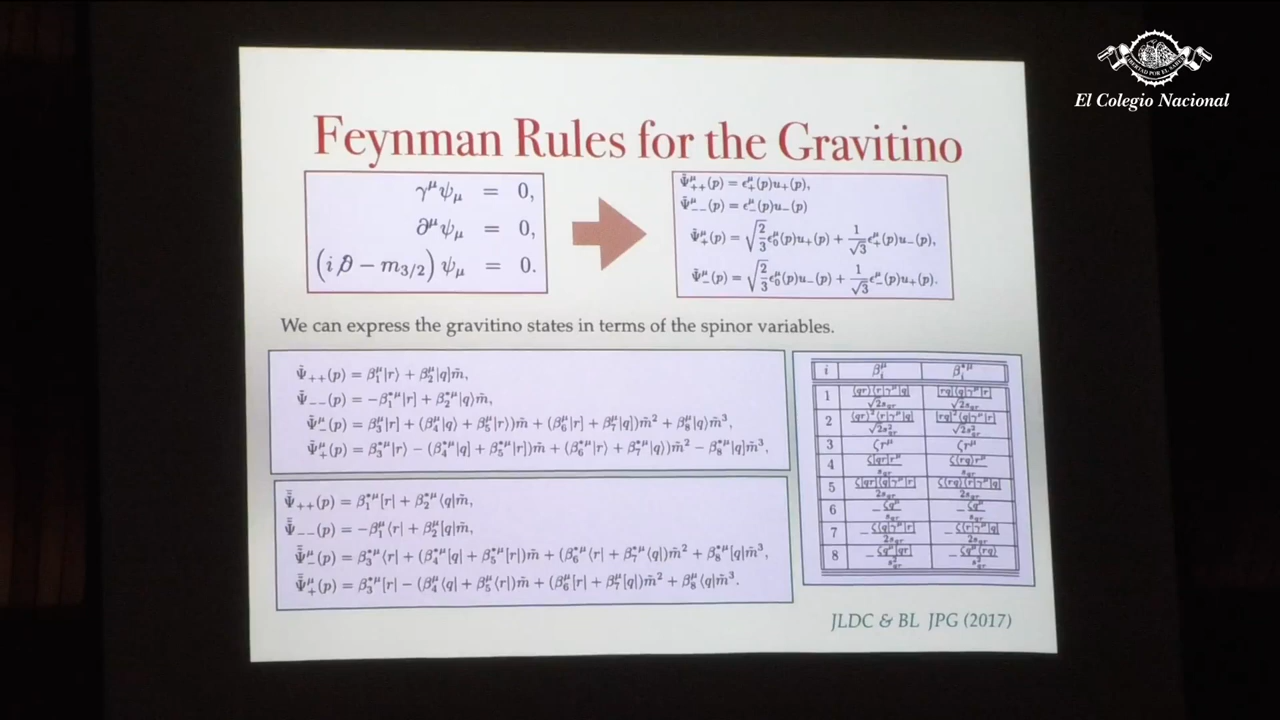 El Colegio Nacional
Feynman Rules for the Gravitino
γ^μ ψ_μ = 0,
∂^μ ψ_μ = 0,
(i ∂̸ − m_{3/2}) ψ_μ = 0.
Ψ̃^μ_{++}(p) = ϵ^μ_+(p)u_+(p),
Ψ̃^μ_{−−}(p) = ϵ^μ_−(p)u_−(p)
Ψ̃^μ_+(p) = √(2/3) ϵ^μ_0(p)u_+(p) + 1/√3 ϵ^μ_+(p)u_−(p),
Ψ̃^μ_−(p) = √(2/3) ϵ^μ_0(p)u_−(p) + 1/√3 ϵ^μ_−(p)u_+(p).
We can express the gravitino states in terms of the spinor variables.
Ψ̃_{++}(p) = β^μ_1|r⟩ + β^μ_2|q]m̃,
Ψ̃_{−−}(p) = −β^{*μ}_1|r] + β^{*μ}_2|q⟩m̃,
Ψ̃^μ_−(p) = β^μ_3|r] + (β^μ_4|q⟩ + β^μ_5|r⟩)m̃ + (β^μ_6|r] + β^μ_7|q])m̃² + β^μ_8|q⟩m̃³,
Ψ̃^μ_+(p) = β^{*μ}_3|r⟩ − (β^{*μ}_4|q] + β^{*μ}_5|r])m̃ + (β^{*μ}_6|r⟩ + β^{*μ}_7|q⟩)m̃² − β^{*μ}_8|q]m̃³,
Ψ̃_{++}(p) = β^{*μ}_1[r| + β^{*μ}_2⟨q|m̃,
Ψ̃_{−−}(p) = −β^μ_1⟨r| + β^μ_2[q|m̃,
Ψ̃^μ_−(p) = β^{*μ}_3⟨r| + (β^{*μ}_4[q| + β^{*μ}_5[r|)m̃ + (β^{*μ}_6⟨r| + β^{*μ}_7⟨q|)m̃² + β^{*μ}_8[q|m̃³,
Ψ̃^μ_+(p) = β^{*μ}_3[r| − (β^μ_4⟨q| + β^μ_5⟨r|)m̃ + (β^μ_6[r| + β^μ_7[q|)m̃² + β^μ_8⟨q|m̃³.
i β^μ_i β^{*μ}_i
1
2
3 ζr^μ ζr^μ
4
5
6
7
8
JLDC & BL JPG (2017)